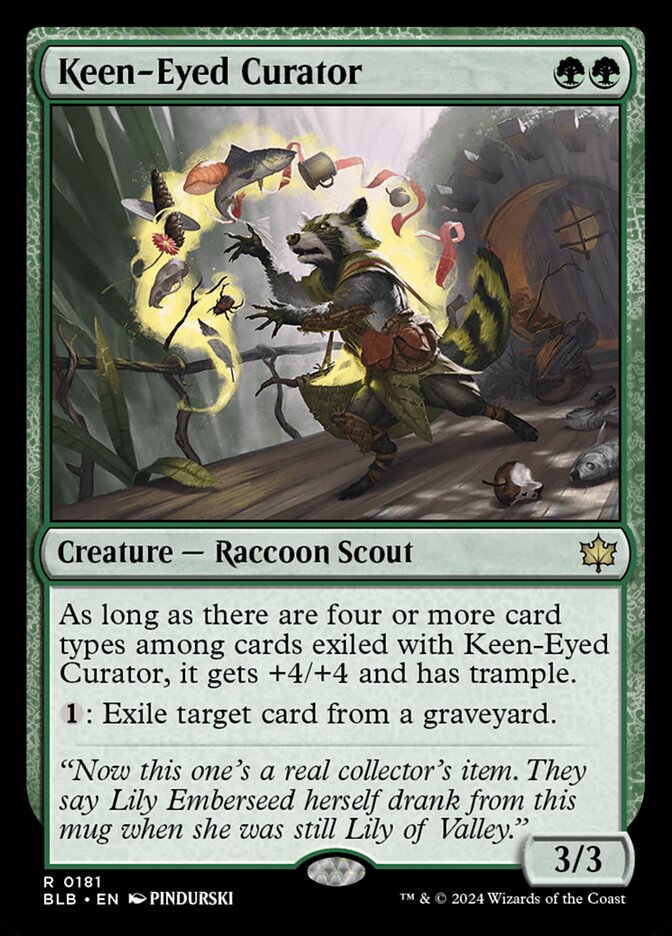 Keen-Eyed Curator
Creature — Raccoon Scout
As long as there are four or more card
types among cards exiled with Keen-Eyed
Curator, it gets +4/+4 and has trample.
1: Exile target card from a graveyard.
“Now this one’s a real collector’s item. They
say Lily Emberseed herself drank from this
mug when she was still Lily of Valley.”
3/3
R 0181
BLB • EN PINDURSKI
™ & © 2024 Wizards of the Coast